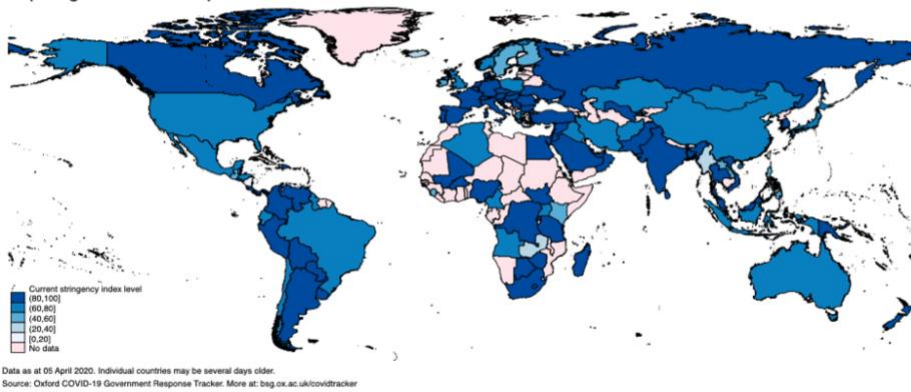 Current stringency index level
(80,100]
(60,80]
(40,60]
(20,40]
[0,20]
No data
Data as at 05 April 2020. Individual countries may be several days older.
Source: Oxford COVID-19 Government Response Tracker. More at: bsg.ox.ac.uk/covidtracker